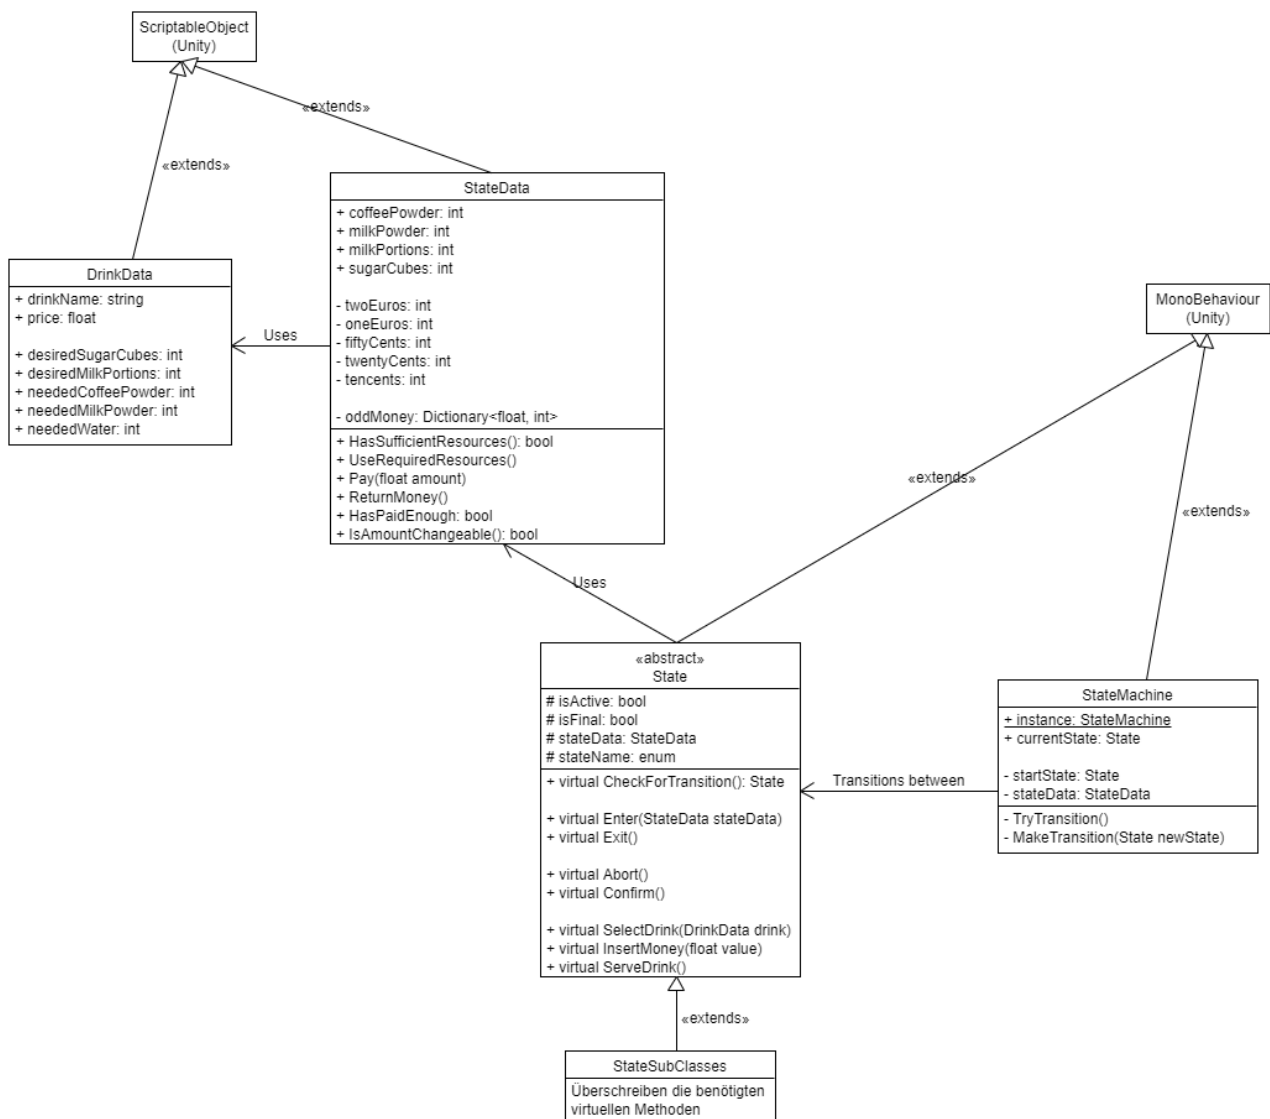 ScriptableObject
(Unity)
«extends»
«extends»
StateData
+ coffeePowder: int
+ milkPowder: int
+ milkPortions: int
+ sugarCubes: int
- twoEuros: int
- oneEuros: int
- fiftyCents: int
- twentyCents: int
- tencents: int
- oddMoney: Dictionary<float, int>
+ HasSufficientResources(): bool
+ UseRequiredResources()
+ Pay(float amount)
+ ReturnMoney()
+ HasPaidEnough: bool
+ IsAmountChangeable(): bool
DrinkData
+ drinkName: string
+ price: float
+ desiredSugarCubes: int
+ desiredMilkPortions: int
+ neededCoffeePowder: int
+ neededMilkPowder: int
+ neededWater: int
Uses
MonoBehaviour
(Unity)
«extends»
«extends»
Uses
«abstract»
State
# isActive: bool
# isFinal: bool
# stateData: StateData
# stateName: enum
+ virtual CheckForTransition(): State
+ virtual Enter(StateData stateData)
+ virtual Exit()
+ virtual Abort()
+ virtual Confirm()
+ virtual SelectDrink(DrinkData drink)
+ virtual InsertMoney(float value)
+ virtual ServeDrink()
Transitions between
StateMachine
+ instance: StateMachine
+ currentState: State
- startState: State
- stateData: StateData
- TryTransition()
- MakeTransition(State newState)
«extends»
StateSubClasses
Überschreiben die benötigten
virtuellen Methoden